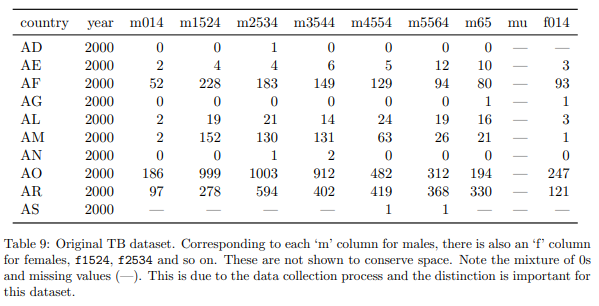 country year m014 m1524 m2534 m3544 m4554 m5564 m65 mu f014
AD 2000 0 0 1 0 0 0 0 — —
AE 2000 2 4 4 6 5 12 10 — 3
AF 2000 52 228 183 149 129 94 80 — 93
AG 2000 0 0 0 0 0 0 1 — 1
AL 2000 2 19 21 14 24 19 16 — 3
AM 2000 2 152 130 131 63 26 21 — 1
AN 2000 0 0 1 2 0 0 0 — 0
AO 2000 186 999 1003 912 482 312 194 — 247
AR 2000 97 278 594 402 419 368 330 — 121
AS 2000 — — — — 1 1 — — —
Table 9: Original TB dataset. Corresponding to each ‘m’ column for males, there is also an ‘f’ column
for females, f1524, f2534 and so on. These are not shown to conserve space. Note the mixture of 0s
and missing values (—). This is due to the data collection process and the distinction is important for
this dataset.